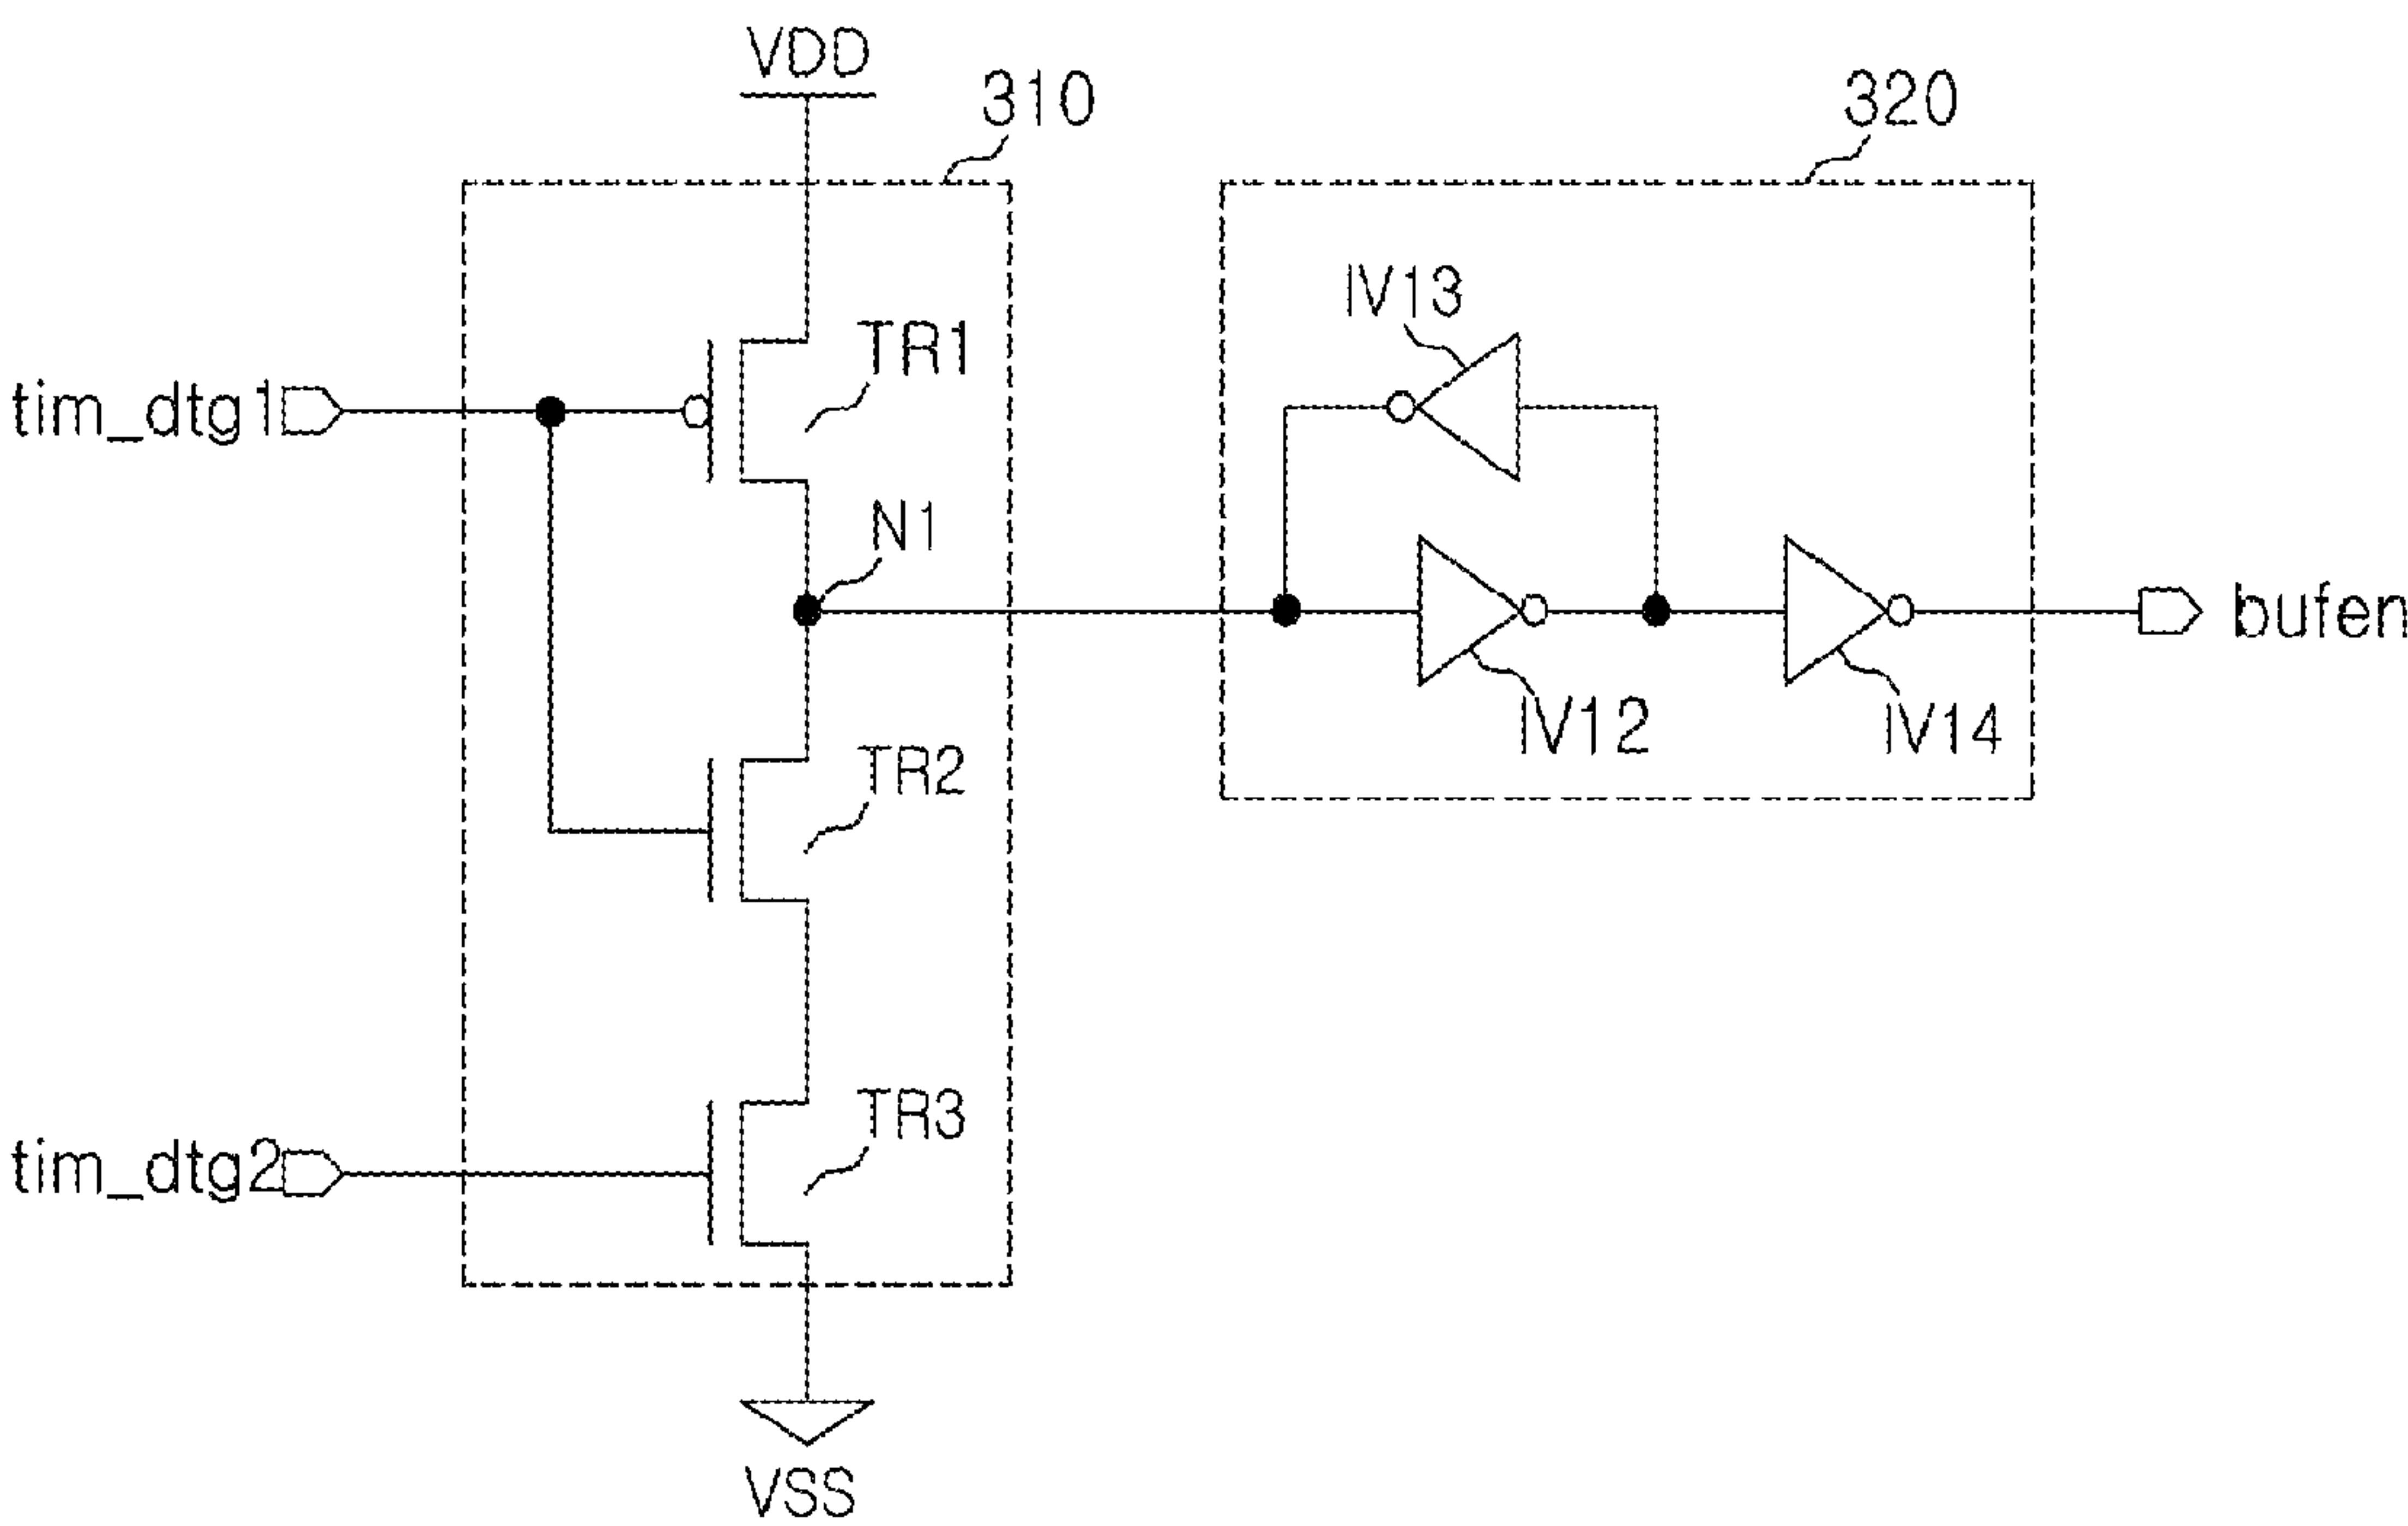 VDD
310
320
IV13
TR1
tim_dtg1
N1
bufen
IV12
IV14
TR2
TR3
tim_dtg2
VSS